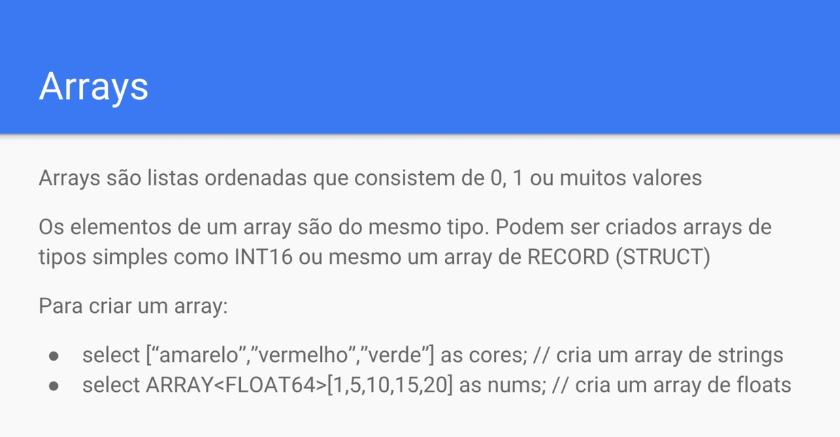 Arrays
Arrays são listas ordenadas que consistem de 0, 1 ou muitos valores
Os elementos de um array são do mesmo tipo. Podem ser criados arrays de
tipos simples como INT16 ou mesmo um array de RECORD (STRUCT)
Para criar um array:
● select [“amarelo”,”vermelho”,”verde”] as cores; // cria um array de strings
● select ARRAY<FLOAT64>[1,5,10,15,20] as nums; // cria um array de floats